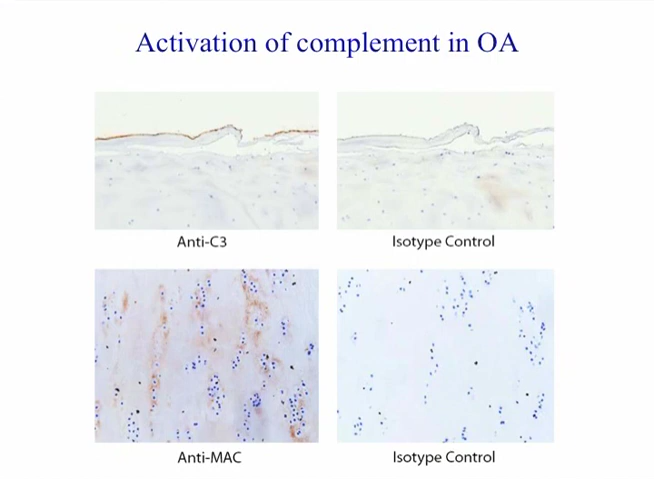 Activation of complement in OA
Anti-C3
Isotype Control
Anti-MAC
Isotype Control